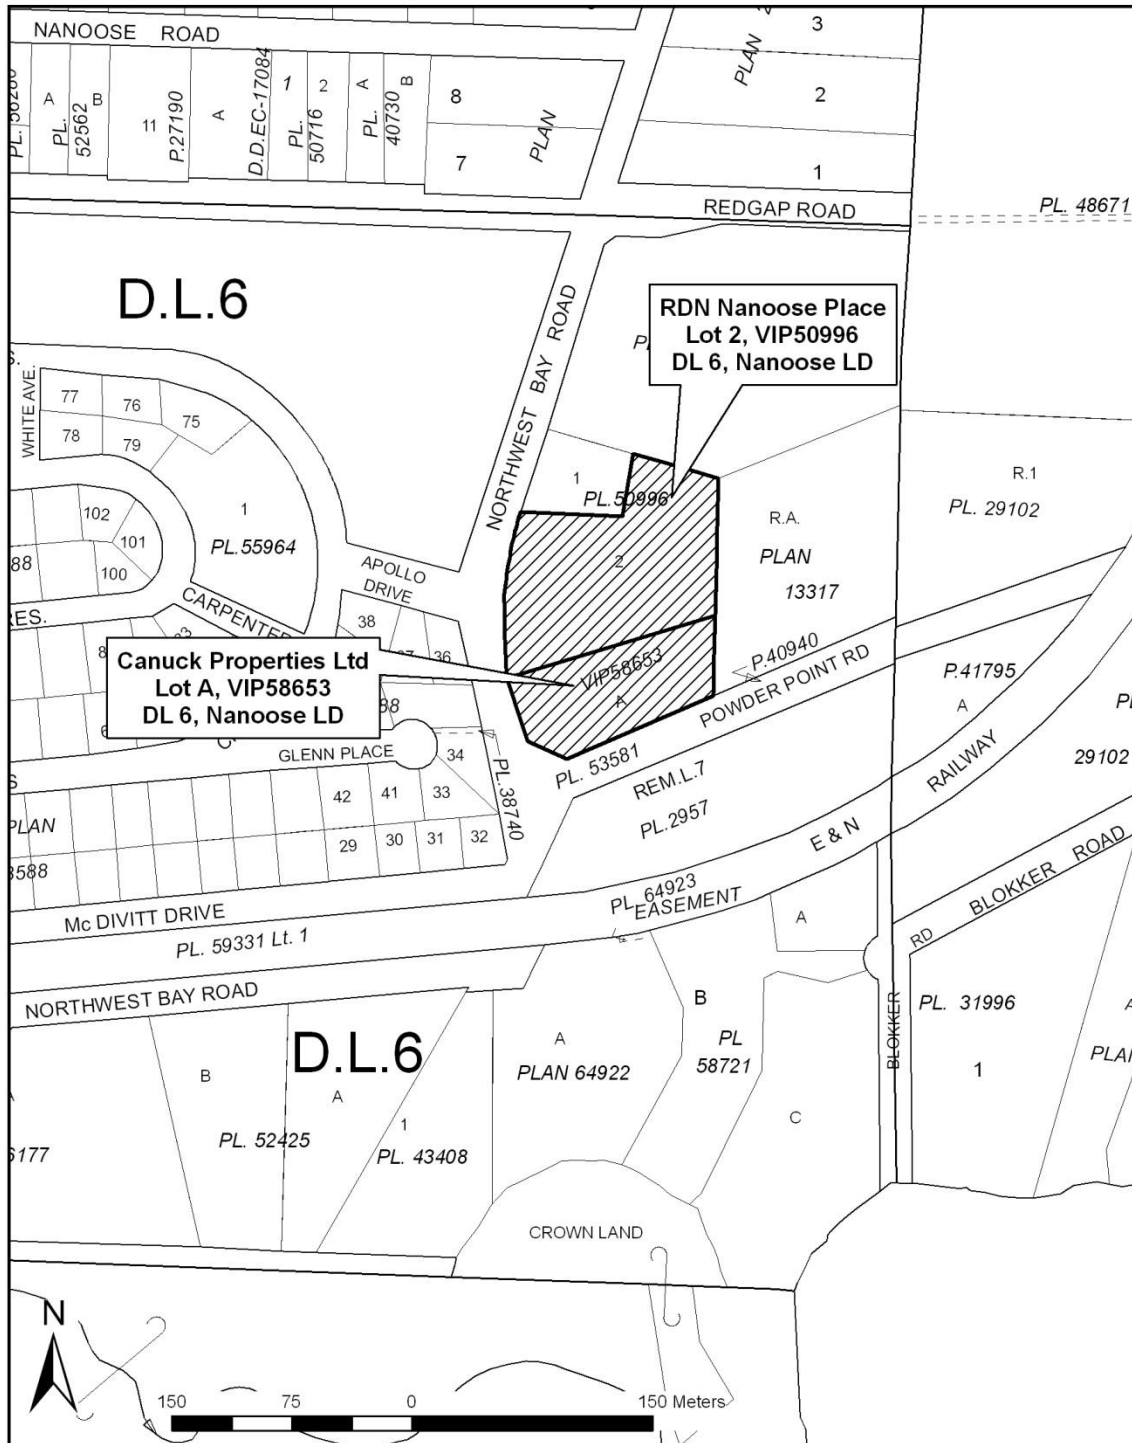 NANOOSE ROAD
PLAN
3
2
1
A
PL.
B
52562
11
P.27190
A
D.D.EC-17084
1
PL.
2
50716
A
PL.
B
40730
8
7
PLAN
REDGAP ROAD
PL. 48671
D.L.6
NORTHWEST BAY ROAD
RDN Nanoose Place
Lot 2, VIP50996
DL 6, Nanoose LD
WHITE AVE.
77
76
75
78
79
1
PL.55964
102
101
100
88
RES.
1
PL.50996
2
R.A.
PLAN
13317
R.1
PL. 29102
APOLLO
DRIVE
CARPENTER
38
36
Canuck Properties Ltd
Lot A, VIP58653
DL 6, Nanoose LD
VIP58653
A
P.40940
POWDER POINT RD
P.41795
A
29102
PL. 53581
REM.L.7
PL.2957
GLENN PLACE
34
PL.38740
42
41
33
29
30
31
32
PLAN
3588
E & N
RAILWAY
BLOKKER ROAD
RD
BLOKKER
PL. 64923
EASEMENT
A
Mc DIVITT DRIVE
PL. 59331 Lt. 1
NORTHWEST BAY ROAD
D.L.6
B
A
PL. 52425
1
PL. 43408
A
PLAN 64922
B
PL
58721
C
PL. 31996
1
6177
CROWN LAND
N
150 75 0 150 Meters